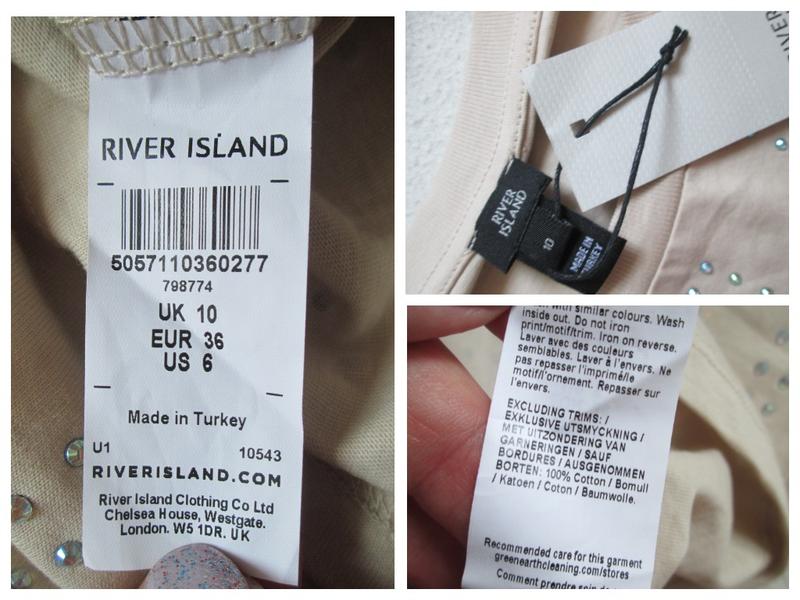 RIVER ISLAND
5057110360277
798774
UK 10
EUR 36
US 6
Made in Turkey
U1 10543
RIVERISLAND.COM
River Island Clothing Co Ltd
Chelsea House, Westgate.
London. W5 1DR. UK
RIVER
RIVER
ISLAND
10
MADE IN
TURKEY
with similar colours. Wash
inside out. Do not iron
print/motif/trim. Iron on reverse.
Laver avec des couleurs
semblables. Laver à l'envers. Ne
pas repasser l'imprimé/le
motif/l'ornement. Repasser sur
l'envers.
EXCLUDING TRIMS: /
EXKLUSIVE UTSMYCKNING /
MET UITZONDERING VAN
GARNERINGEN / SAUF
BORDURES / AUSGENOMMEN
BORTEN: 100% Cotton / Bomull
/ Katoen / Coton / Baumwolle.
Recommended care for this garment
greenearthcleaning.com/stores
Comment prendre soin de